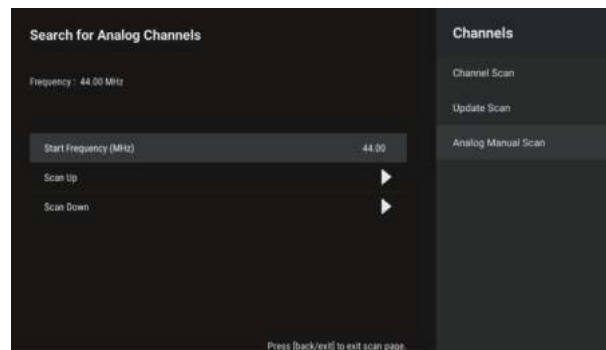 Search for Analog Channels
Frequency : 44.00 MHz
Start Frequency (MHz) 44.00
Scan Up
Scan Down
Press [back/exit] to exit scan page.
Channels
Channel Scan
Update Scan
Analog Manual Scan